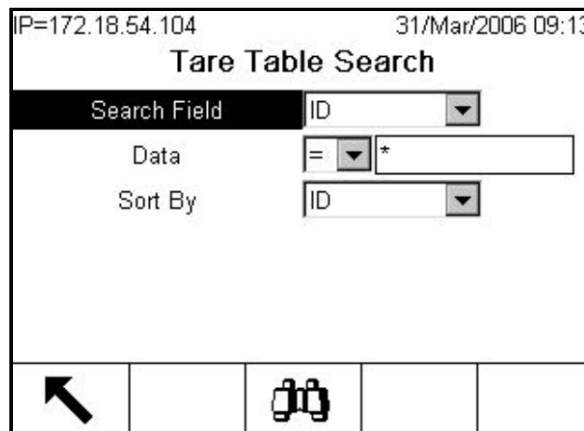 IP=172.18.54.104 31/Mar/2006 09:13
Tare Table Search
Search Field ID
Data = *
Sort By ID